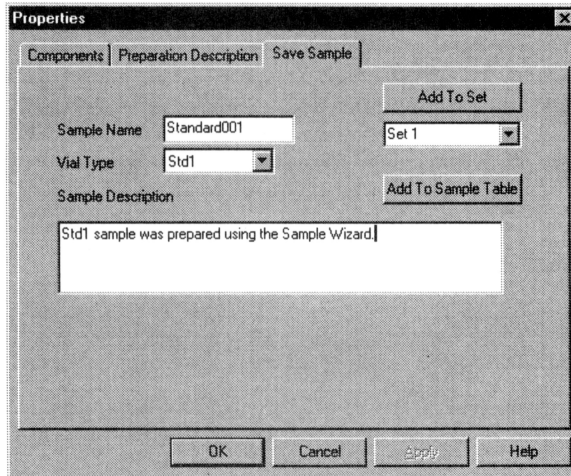 Properties
Components Preparation Description Save Sample
Add To Set
Sample Name Standard001 Set 1
Vial Type Std1
Add To Sample Table
Sample Description
Std1 sample was prepared using the Sample Wizard.
OK Cancel Apply Help